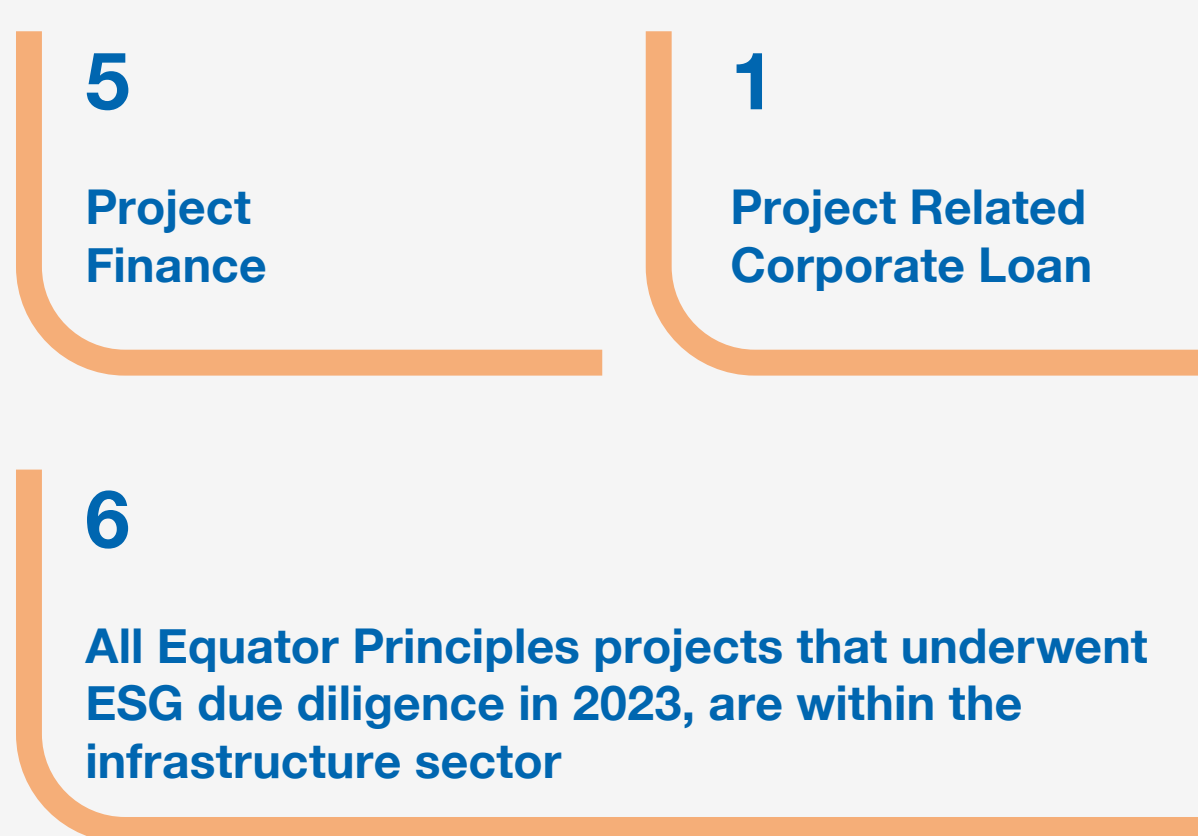 5
Project
Finance
1
Project Related
Corporate Loan
6
All Equator Principles projects that underwent
ESG due diligence in 2023, are within the
infrastructure sector